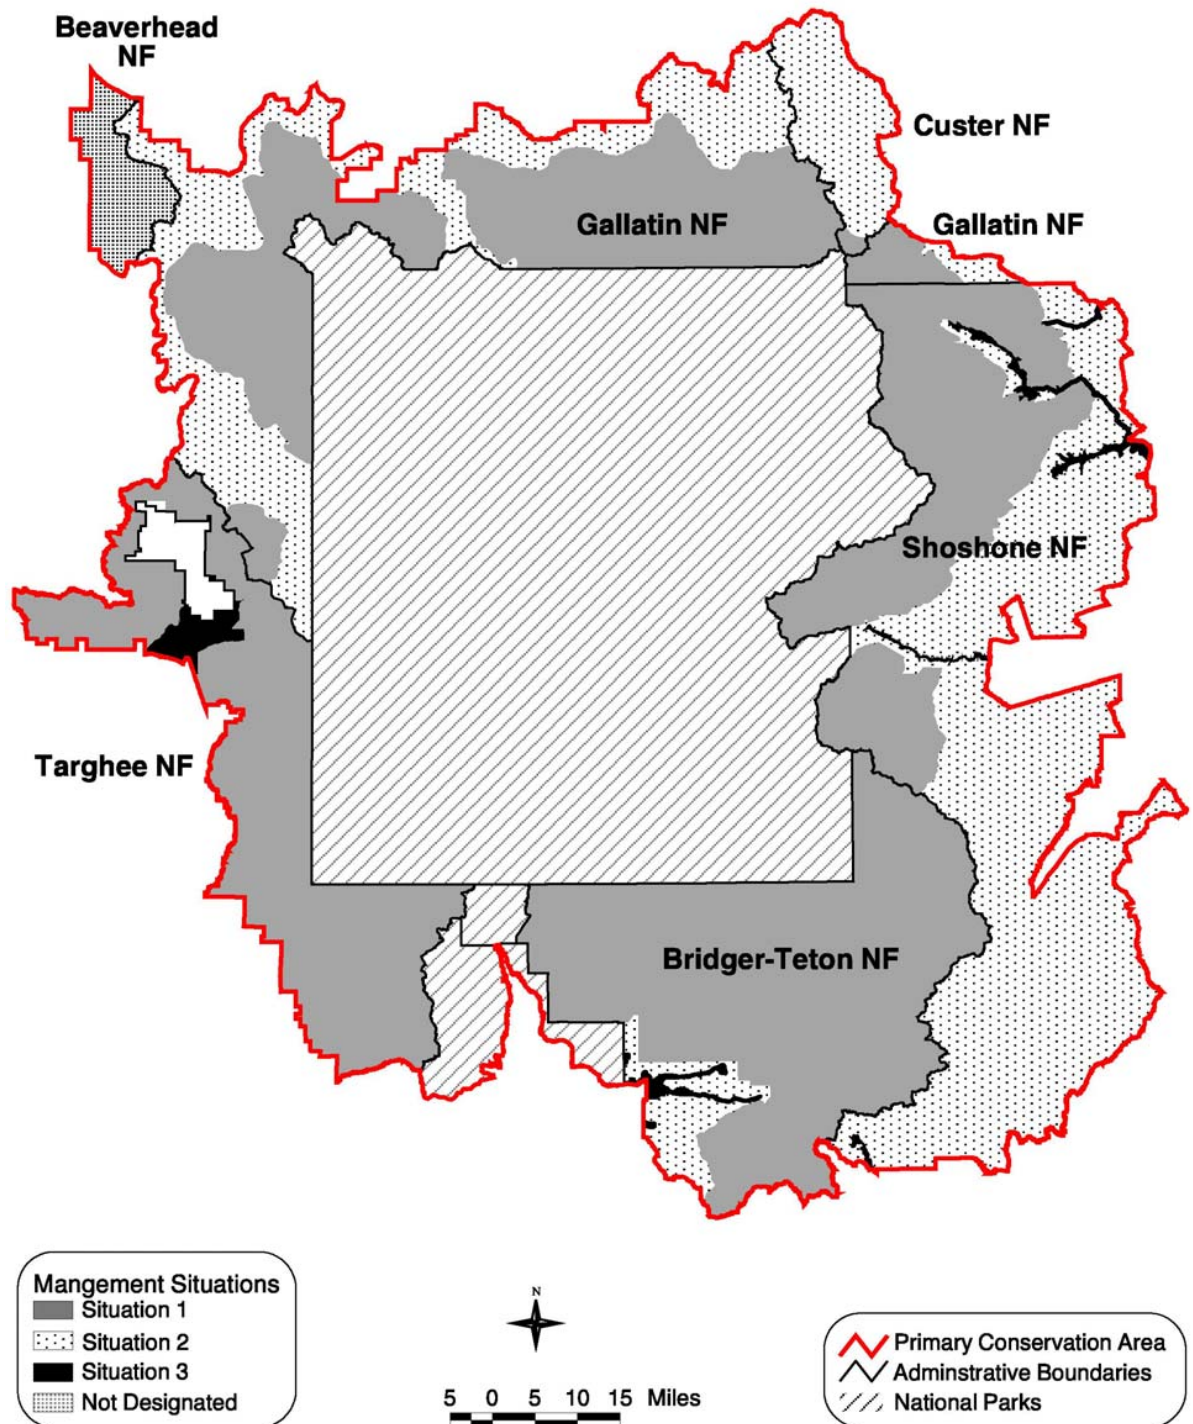 Beaverhead
NF
Custer NF
Gallatin NF
Gallatin NF
Shoshone NF
Targhee NF
Bridger-Teton NF
Mangement Situations
Situation 1
Situation 2
Situation 3
Not Designated
N
5 0 5 10 15 Miles
Primary Conservation Area
Adminstrative Boundaries
National Parks